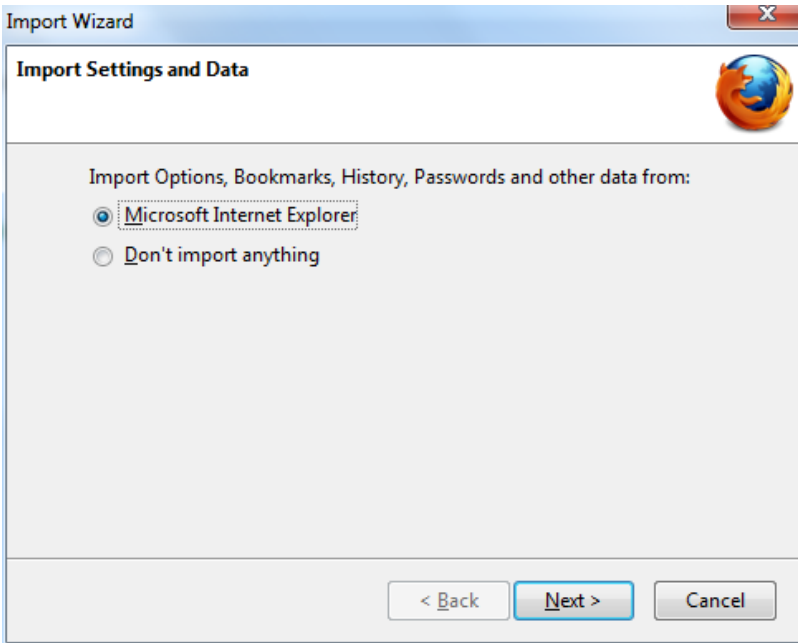 Import Wizard
Import Settings and Data
Import Options, Bookmarks, History, Passwords and other data from:
Microsoft Internet Explorer
Don't import anything
< Back Next > Cancel